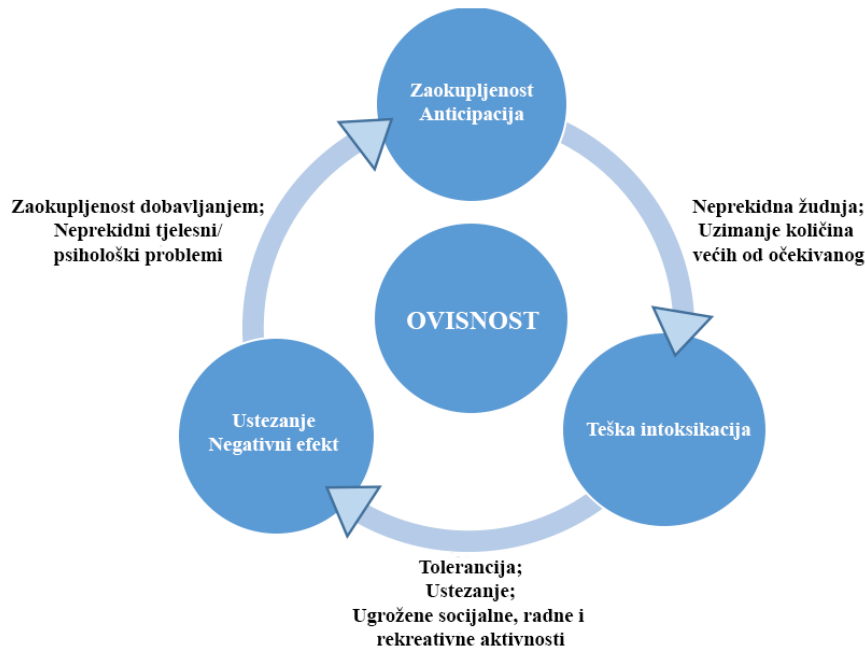 Zaokupljenost
Anticipacija
Zaokupljenost dobavljanjem;
Neprekidni tjelesni/
psihološki problemi
Neprekidna žudnja;
Uzimanje količina
većih od očekivanog
OVISNOST
Ustezanje
Negativni efekt
Teška intoksikacija
Tolerancija;
Ustezanje;
Ugrožene socijalne, radne i
rekreativne aktivnosti